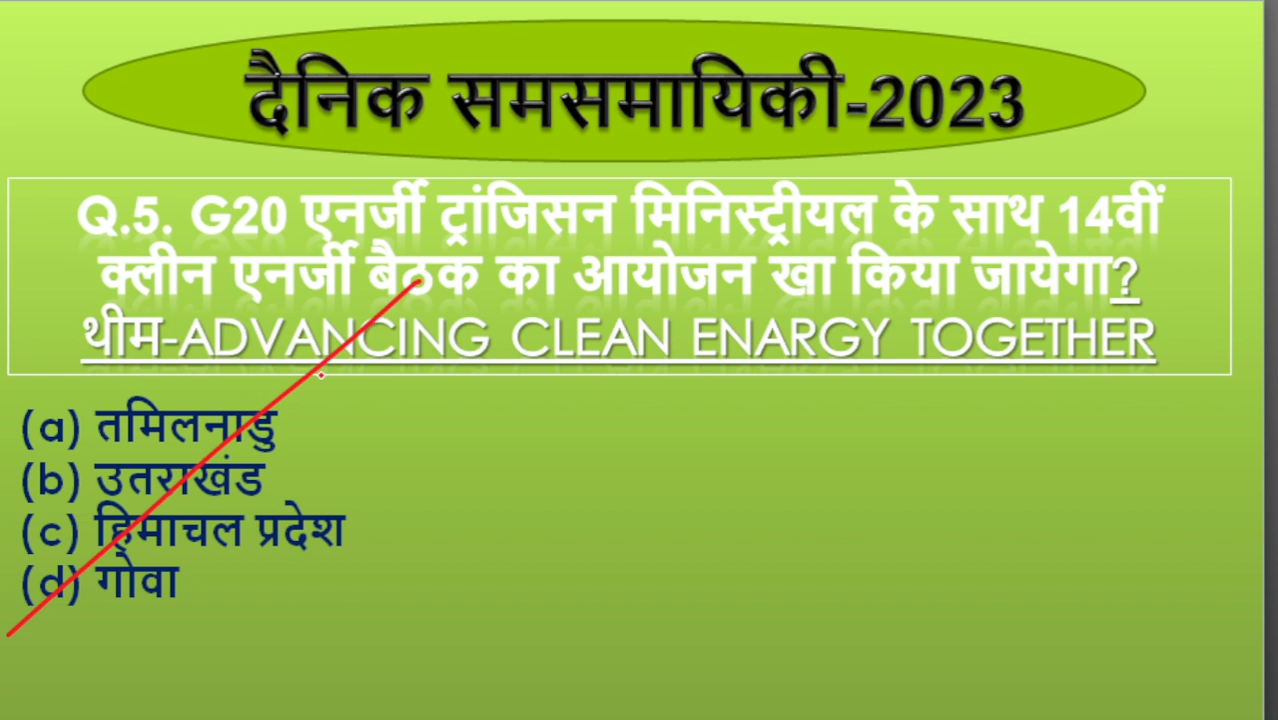 दैनिक समसमायिकी-2023
Q.5. G20 एनर्जी ट्रांजिसन मिनिस्ट्रीयल के साथ 14वीं
क्लीन एनर्जी बैठक का आयोजन खा किया जायेगा?
थीम-ADVANCING CLEAN ENARGY TOGETHER
(a) तमिलनाडु
(b) उतराखंड
(c) हिमाचल प्रदेश
(d) गोवा